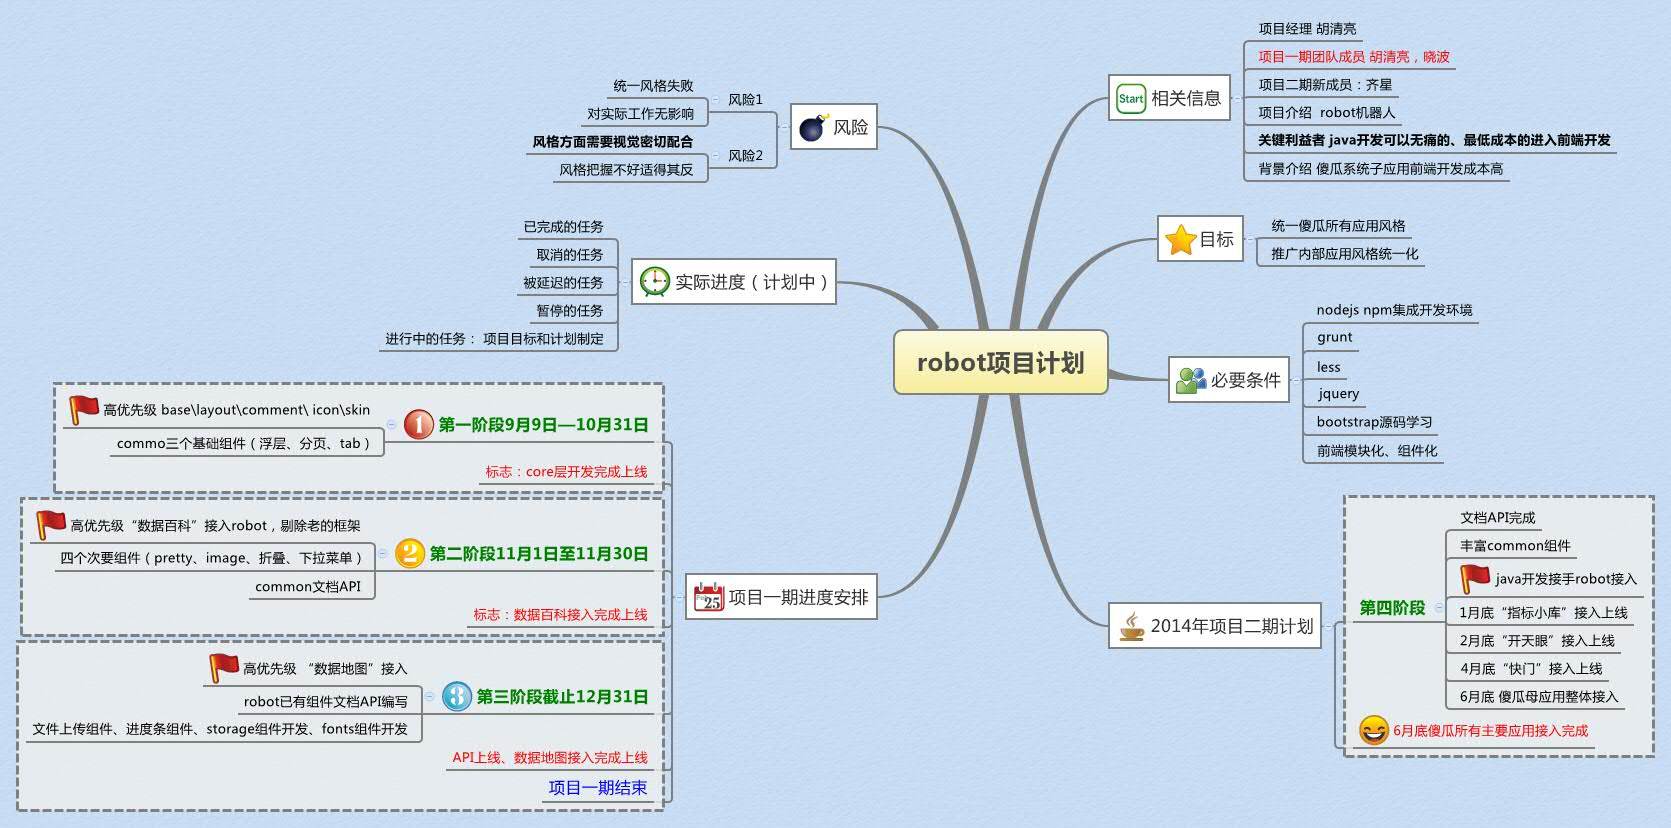 robot项目计划
Start 相关信息
项目经理 胡清亮
项目一期团队成员 胡清亮，晓波
项目二期新成员：齐星
项目介绍 robot机器人
关键利益者 java开发可以无痛的、最低成本的进入前端开发
背景介绍 傻瓜系统子应用前端开发成本高
目标
统一傻瓜所有应用风格
推广内部应用风格统一化
必要条件
nodejs npm集成开发环境
grunt
less
jquery
bootstrap源码学习
前端模块化、组件化
2014年项目二期计划
第四阶段
文档API完成
丰富common组件
java开发接手robot接入
1月底“指标小库”接入上线
2月底“开天眼”接入上线
4月底“快门”接入上线
6月底 傻瓜母应用整体接入
6月底傻瓜所有主要应用接入完成
风险
风险1
统一风格失败
对实际工作无影响
风险2
风格方面需要视觉密切配合
风格把握不好适得其反
实际进度（计划中）
已完成的任务
取消的任务
被延迟的任务
暂停的任务
进行中的任务： 项目目标和计划制定
25 项目一期进度安排
1 第一阶段9月9日—10月31日
高优先级 base\layout\comment\ icon\skin
commo三个基础组件（浮层、分页、tab）
标志：core层开发完成上线
2 第二阶段11月1日至11月30日
高优先级“数据百科”接入robot，剔除老的框架
四个次要组件（pretty、image、折叠、下拉菜单）
common文档API
标志：数据百科接入完成上线
3 第三阶段截止12月31日
高优先级 “数据地图”接入
robot已有组件文档API编写
文件上传组件、进度条组件、storage组件开发、fonts组件开发
API上线、数据地图接入完成上线
项目一期结束